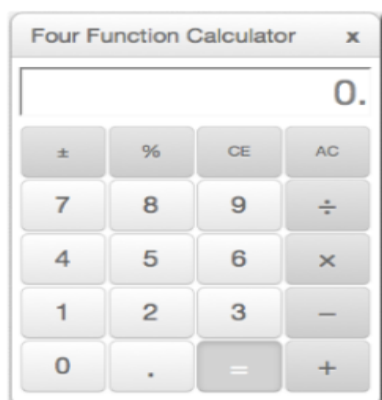 Four Function Calculator x
0.
± % CE AC
7 8 9 ÷
4 5 6 ×
1 2 3 −
0 . = +